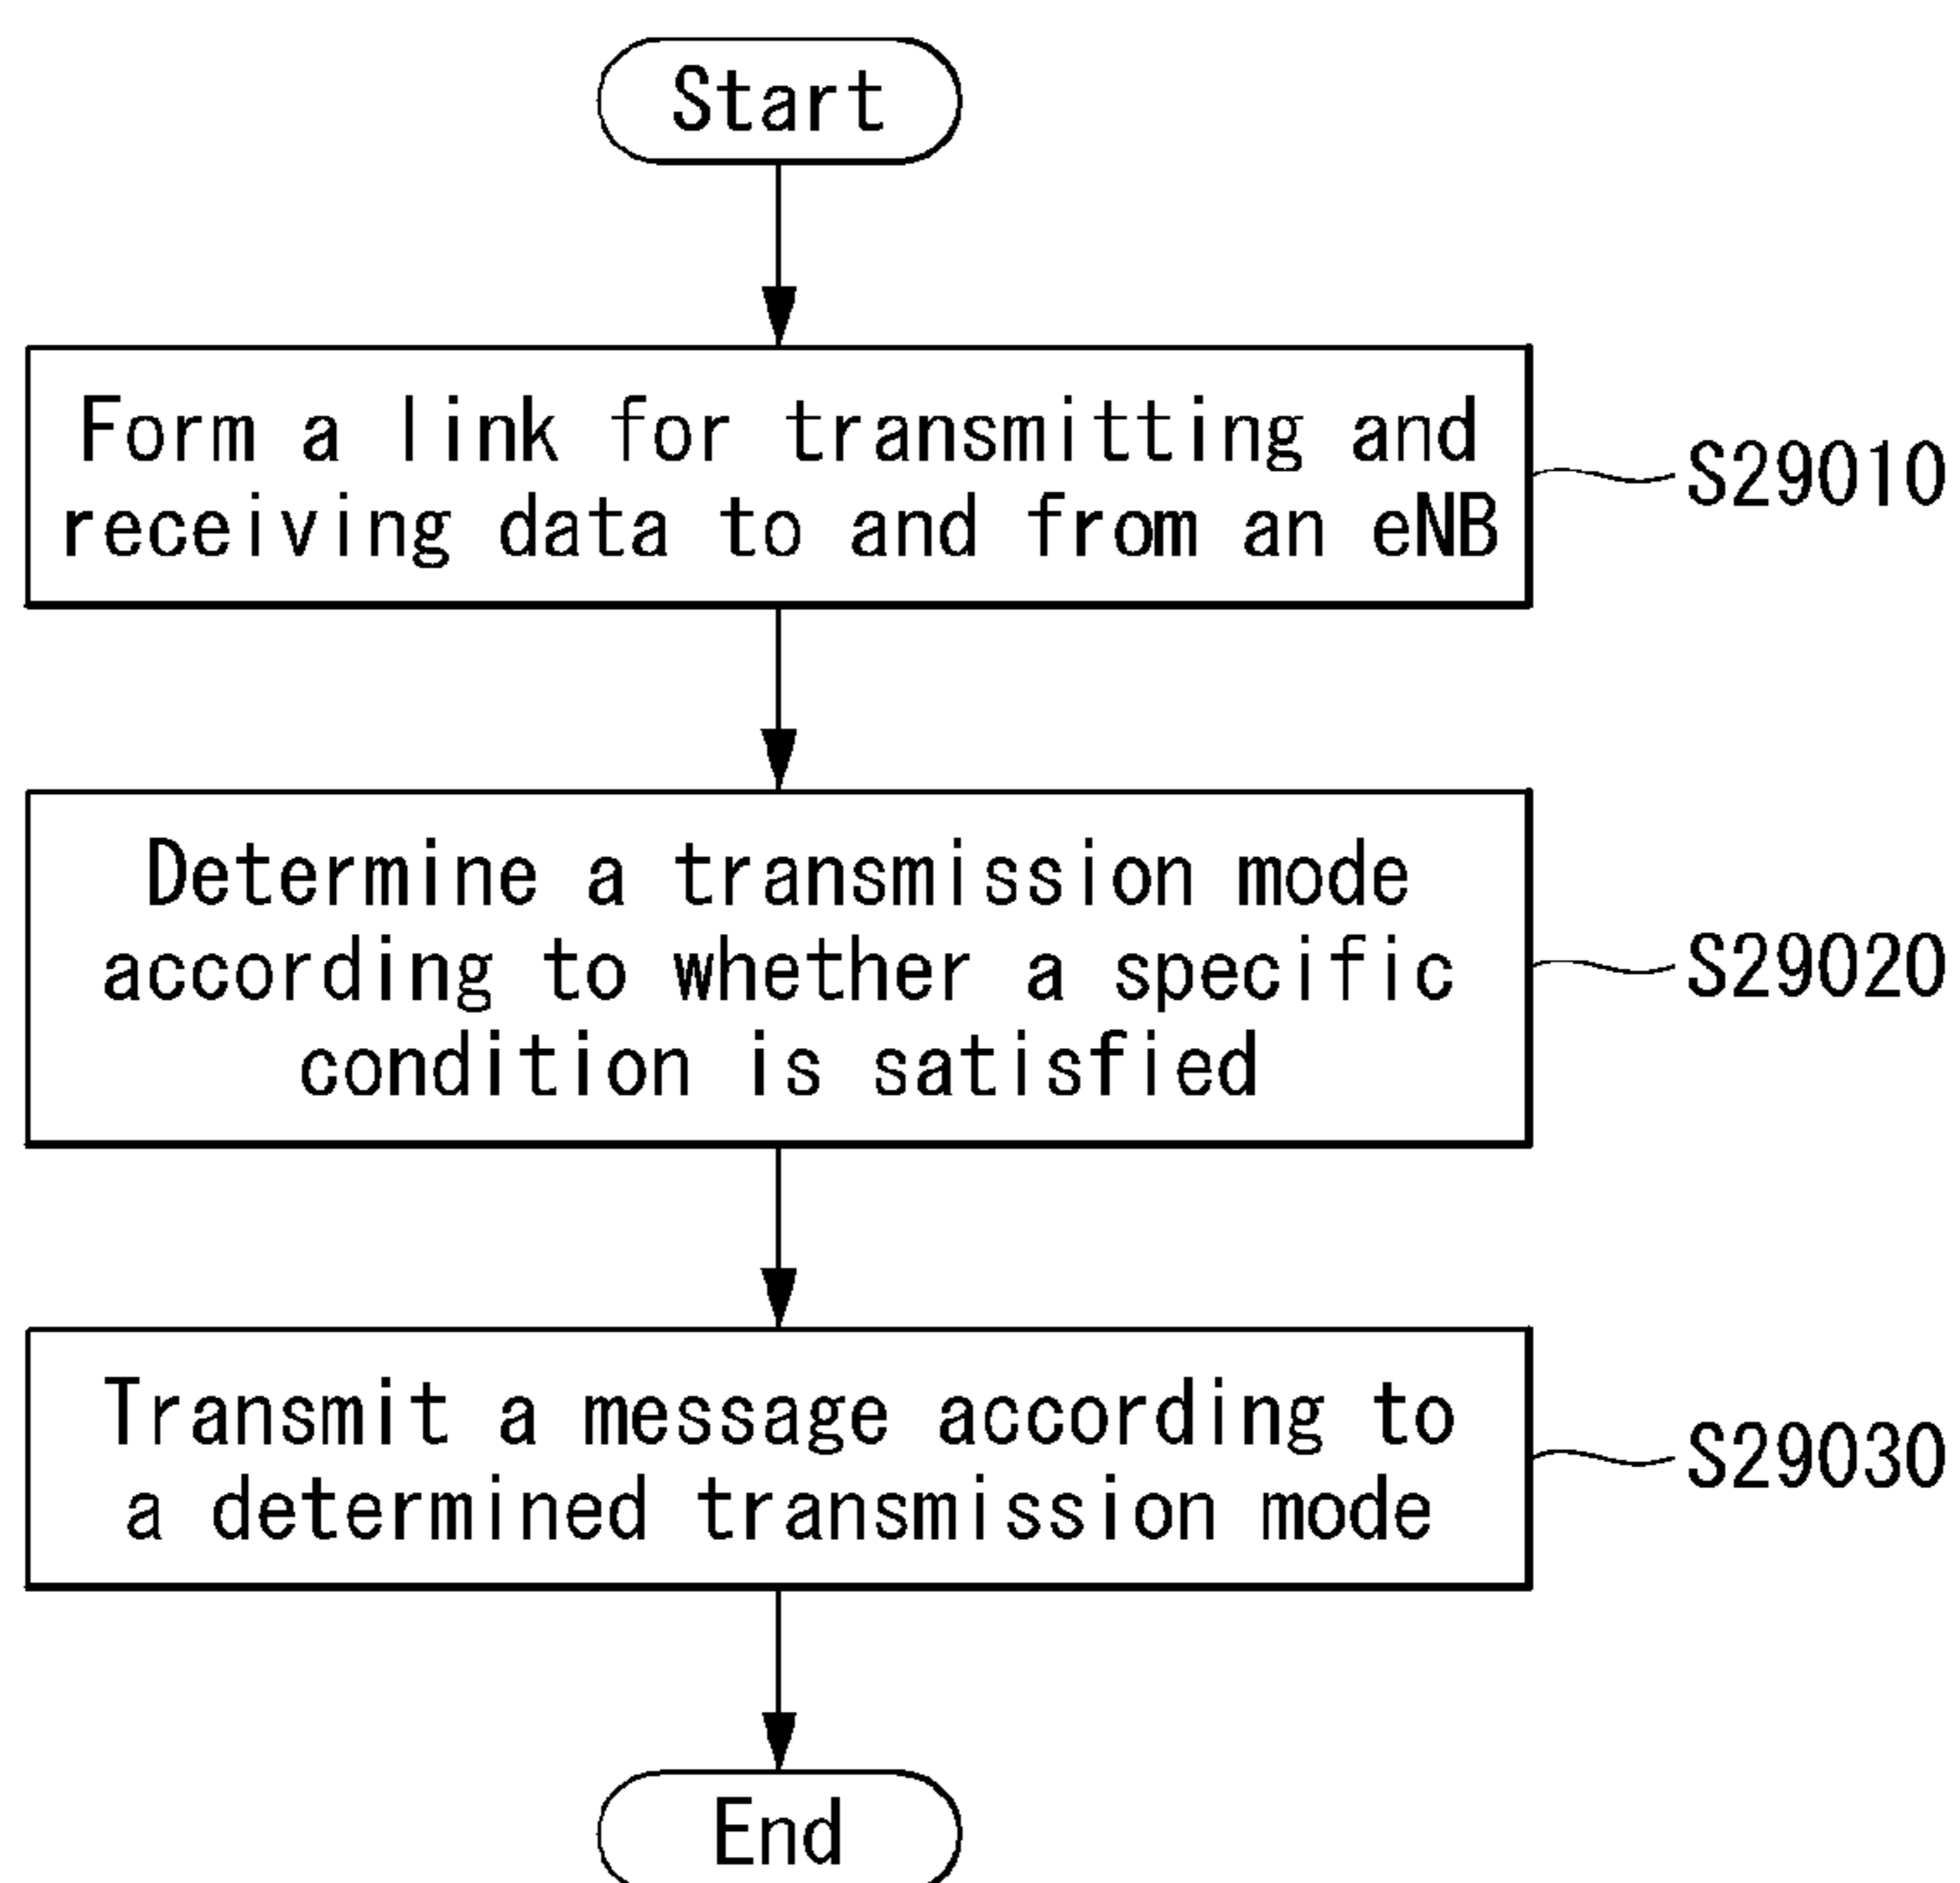 Start
Form a link for transmitting and
receiving data to and from an eNB
S29010
Determine a transmission mode
according to whether a specific
condition is satisfied
S29020
Transmit a message according to
a determined transmission mode
S29030
End